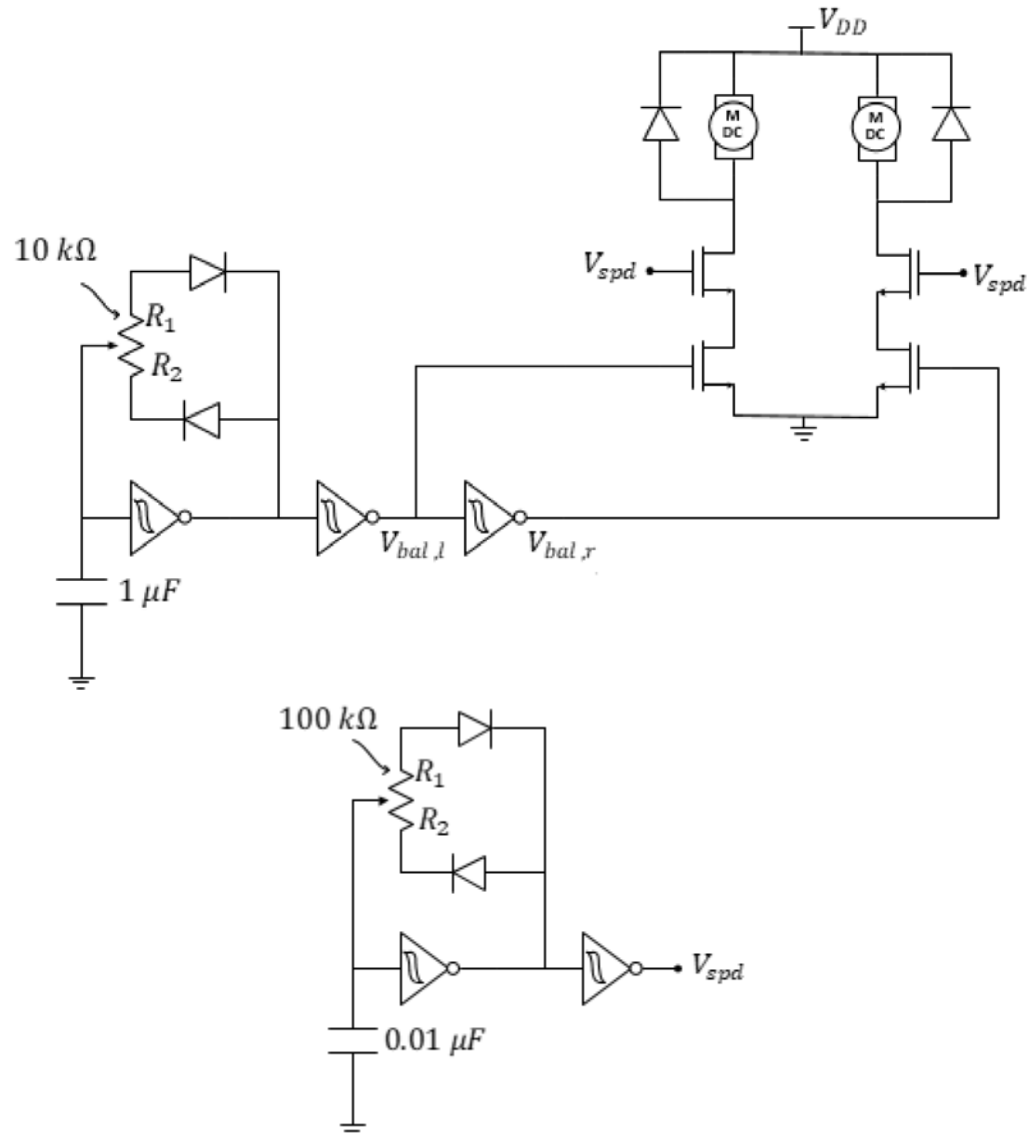 V_DD
M
DC
M
DC
10 kΩ
V_spd
V_spd
R_1
R_2
V_bal,l
V_bal,r
1 μF
100 kΩ
R_1
R_2
V_spd
0.01 μF